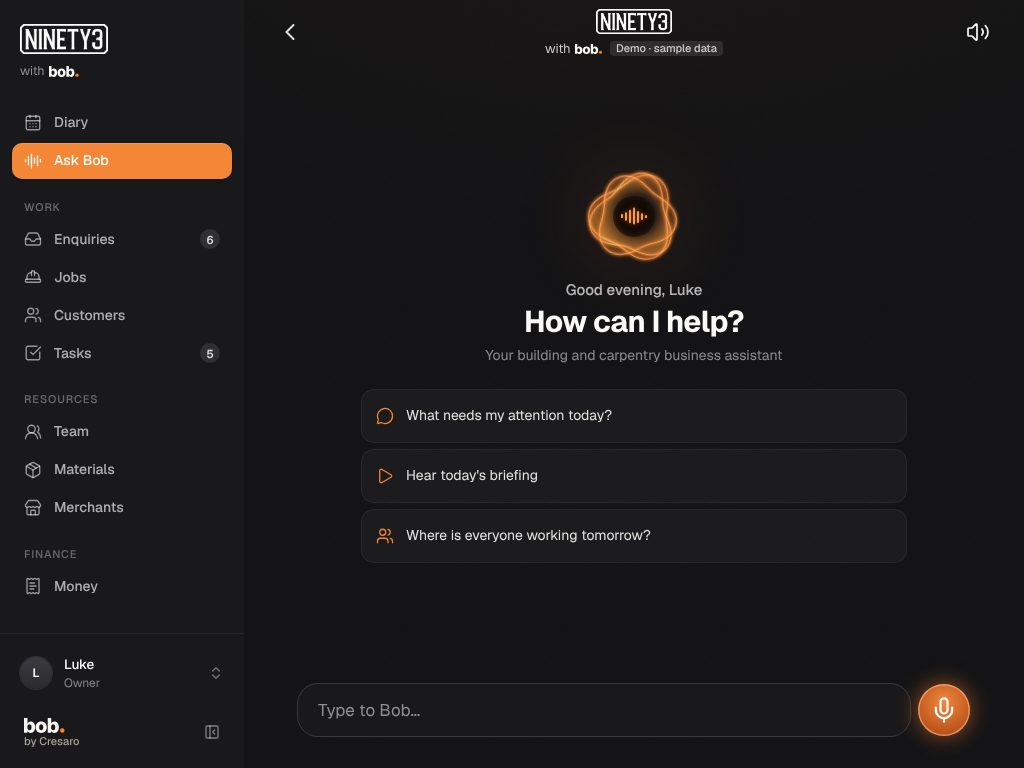 NINETY3
with bob.
Diary
Ask Bob
WORK
Enquiries 6
Jobs
Customers
Tasks 5
RESOURCES
Team
Materials
Merchants
FINANCE
Money
L
Luke
Owner
bob.
by Cresaro
NINETY3
with bob. Demo · sample data
Good evening, Luke
How can I help?
Your building and carpentry business assistant
What needs my attention today?
Hear today's briefing
Where is everyone working tomorrow?
Type to Bob...